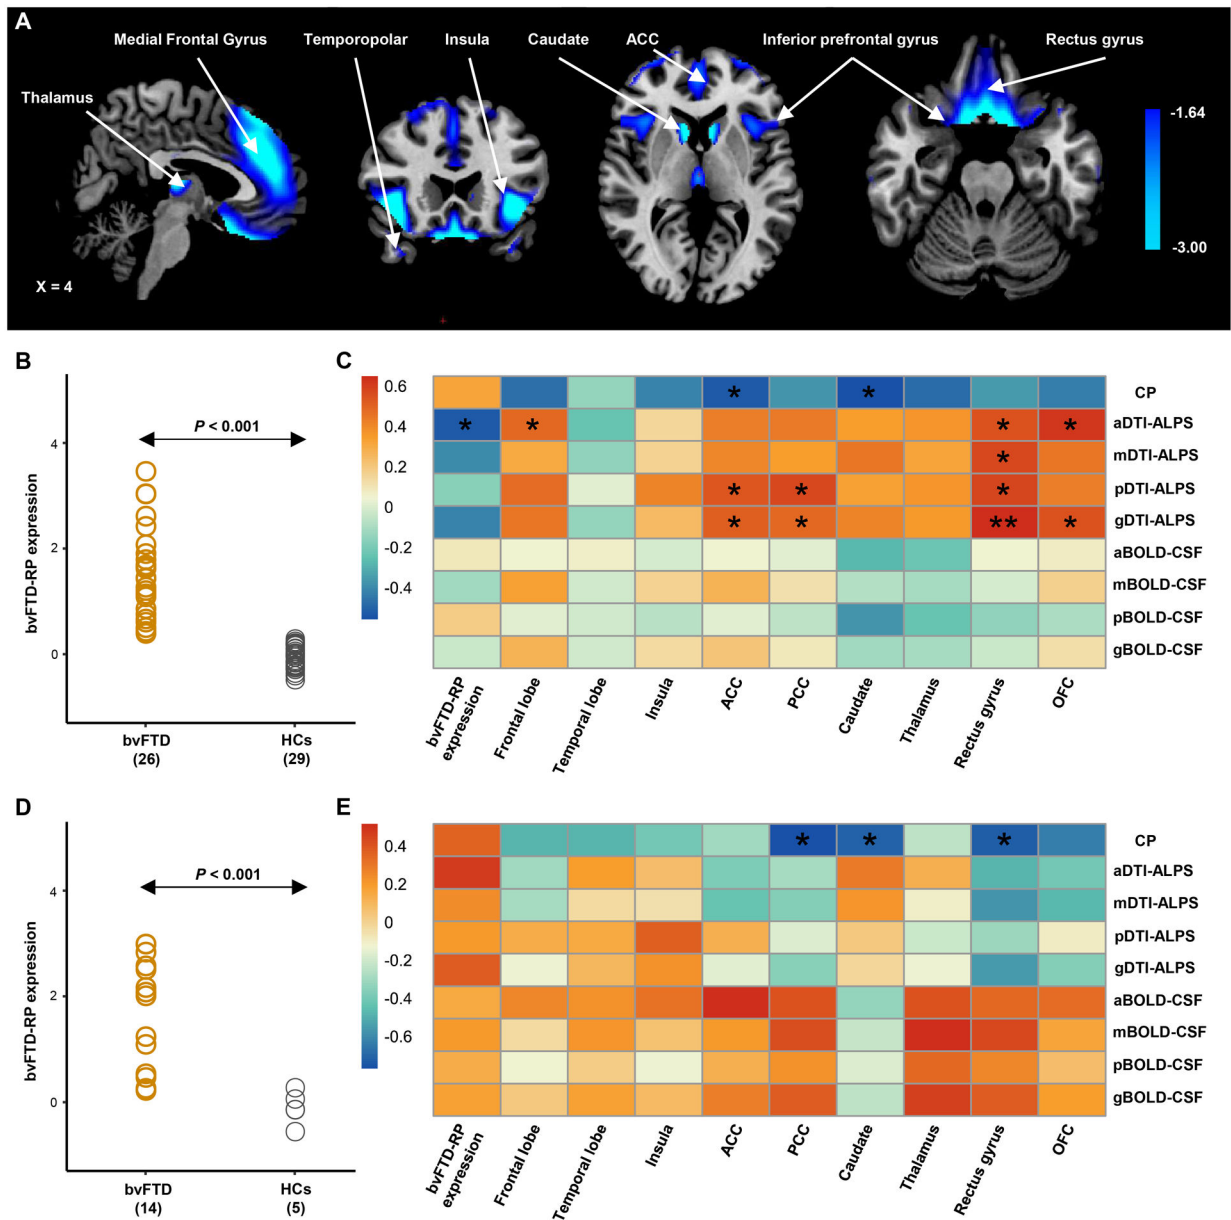 A
Medial Frontal Gyrus
Temporopolar
Insula
Caudate
ACC
Inferior prefrontal gyrus
Rectus gyrus
Thalamus
-1.64
-3.00
X = 4
B
P < 0.001
bvFTD-RP expression
4
2
0
bvFTD
(26)
HCs
(29)
C
0.6
0.4
0.2
0
-0.2
-0.4
CP
* *
aDTI-ALPS
* * * *
mDTI-ALPS
*
pDTI-ALPS
* * *
gDTI-ALPS
* * ** *
aBOLD-CSF
mBOLD-CSF
pBOLD-CSF
gBOLD-CSF
bvFTD-RP
expression
Frontal lobe
Temporal lobe
Insula
ACC
PCC
Caudate
Thalamus
Rectus gyrus
OFC
D
P < 0.001
bvFTD-RP expression
4
2
0
bvFTD
(14)
HCs
(5)
E
0.4
0.2
0
-0.2
-0.4
-0.6
CP
* * *
aDTI-ALPS
mDTI-ALPS
pDTI-ALPS
gDTI-ALPS
aBOLD-CSF
mBOLD-CSF
pBOLD-CSF
gBOLD-CSF
bvFTD-RP
expression
Frontal lobe
Temporal lobe
Insula
ACC
PCC
Caudate
Thalamus
Rectus gyrus
OFC